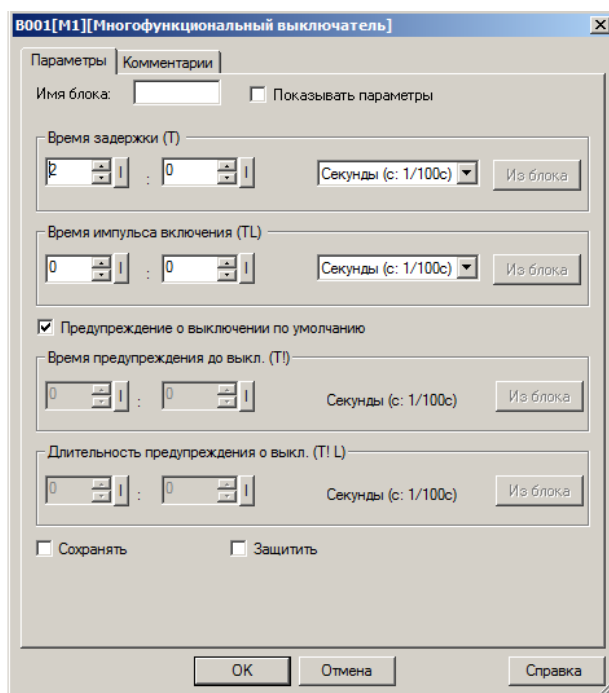 B001[M1][Многофункциональный выключатель]
Параметры Комментарии
Имя блока: Показывать параметры
Время задержки (T)
2 : 0 Секунды (с: 1/100с) Из блока
Время импульса включения (TL)
0 : 0 Секунды (с: 1/100с) Из блока
Предупреждение о выключении по умолчанию
Время предупреждения до выкл. (T!)
0 : 0 Секунды (с: 1/100с) Из блока
Длительность предупреждения о выкл. (T! L)
0 : 0 Секунды (с: 1/100с) Из блока
Сохранять Защитить
OK Отмена Справка